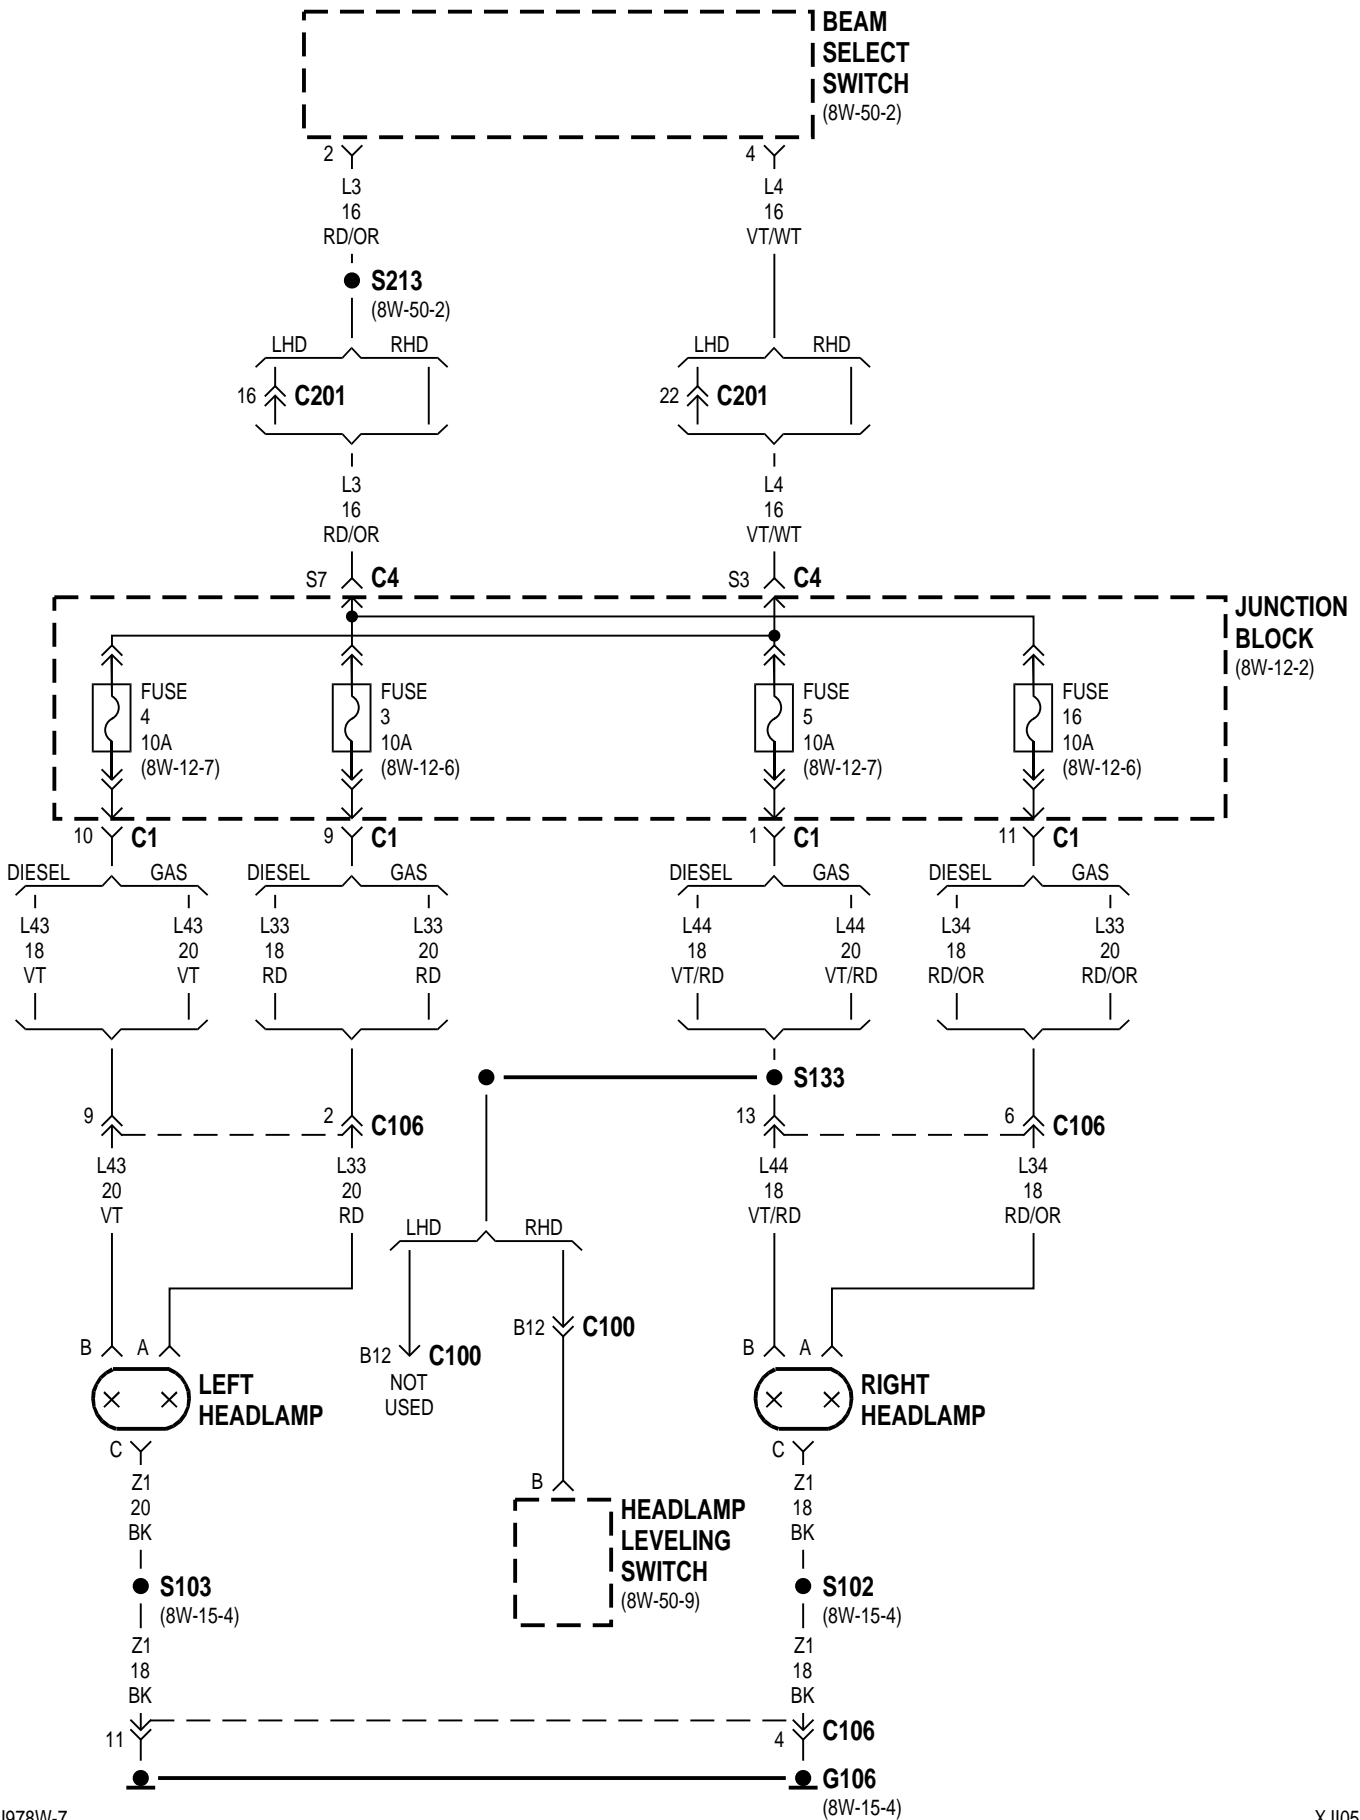 BEAM
SELECT
SWITCH
(8W-50-2)
2
4
L3
L4
16
16
RD/OR
VT/WT
S213
(8W-50-2)
LHD
RHD
LHD
RHD
16
C201
22
C201
L3
L4
16
16
RD/OR
VT/WT
S7
C4
S3
C4
JUNCTION
BLOCK
(8W-12-2)
FUSE
4
10A
(8W-12-7)
FUSE
3
10A
(8W-12-6)
FUSE
5
10A
(8W-12-7)
FUSE
16
10A
(8W-12-6)
10
C1
9
C1
1
C1
11
C1
DIESEL
GAS
DIESEL
GAS
DIESEL
GAS
DIESEL
GAS
L43
18
VT
L43
20
VT
L33
18
RD
L33
20
RD
L44
18
VT/RD
L44
20
VT/RD
L34
18
RD/OR
L33
20
RD/OR
S133
9
2
C106
13
6
C106
L43
20
VT
L33
20
RD
L44
18
VT/RD
L34
18
RD/OR
LHD
RHD
B12
C100
NOT
USED
B12
C100
B
A
LEFT
HEADLAMP
B
A
RIGHT
HEADLAMP
C
C
Z1
20
BK
Z1
18
BK
B
HEADLAMP
LEVELING
SWITCH
(8W-50-9)
S103
(8W-15-4)
S102
(8W-15-4)
Z1
18
BK
Z1
18
BK
11
4
C106
G106
(8W-15-4)
J978W-7